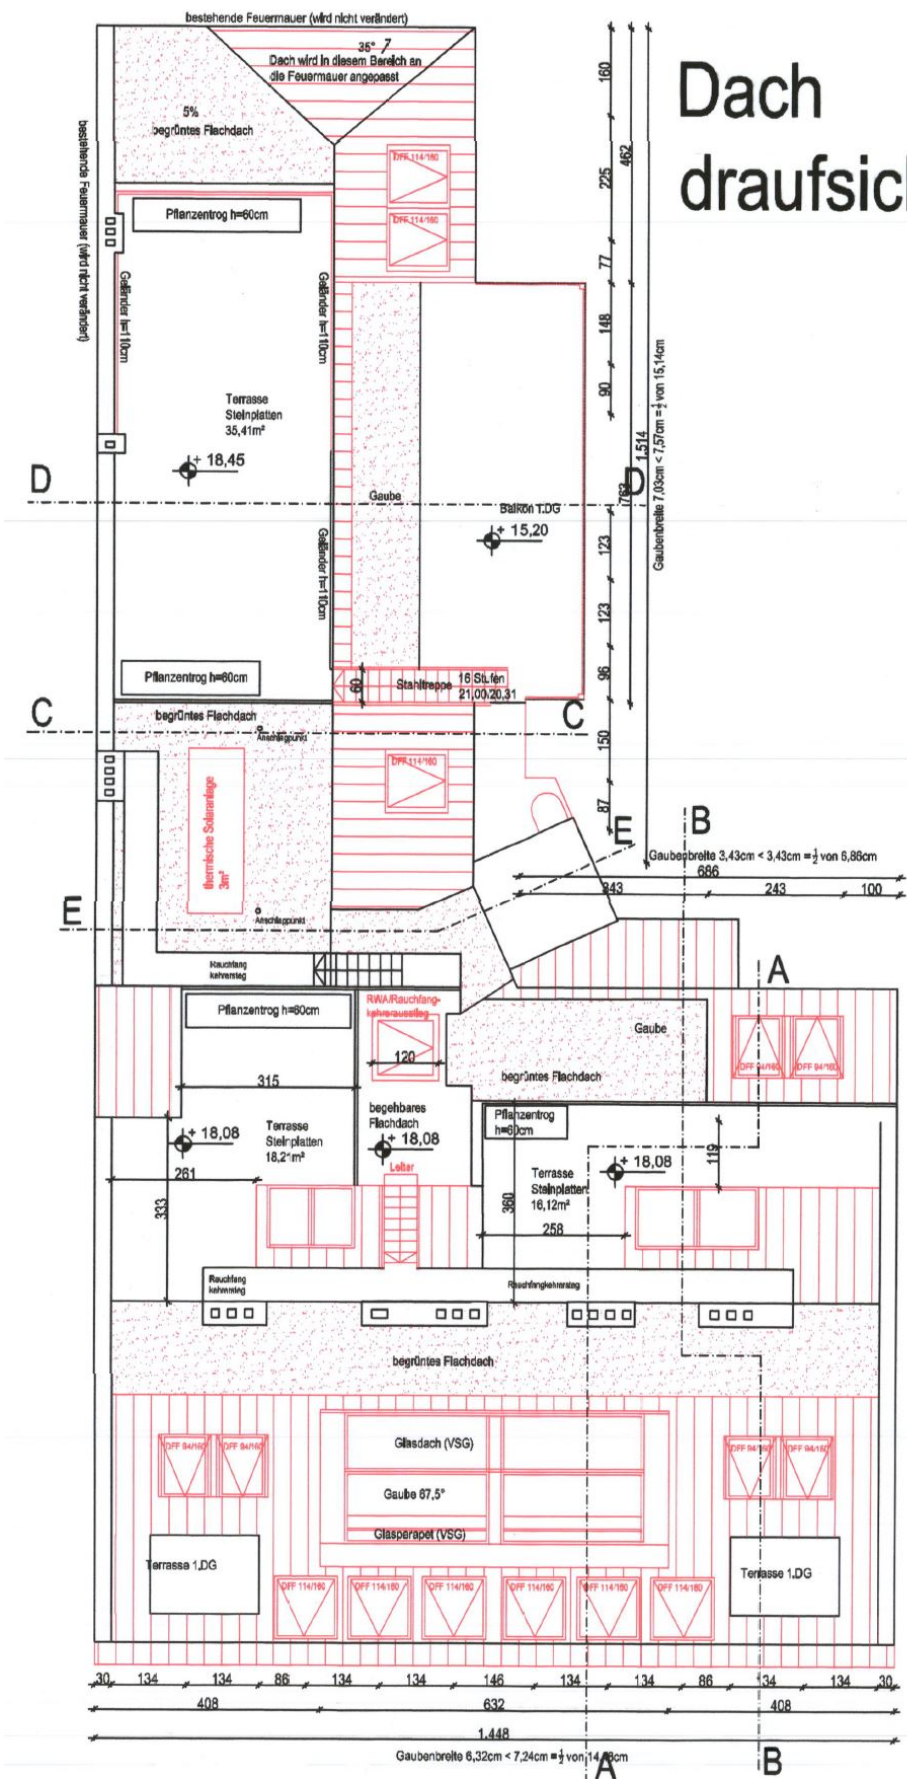 bestehende Feuermauer (wird nicht verändert)
Dach
draufsich
35°
Dach wird in diesem Bereich an
die Feuermauer angepasst
5%
begrüntes Flachdach
bestehende Feuermauer (wird nicht verändert)
160
462
225
77
DFF 114/160
DFF 114/160
Pflanzentrog h=60cm
Geländer h=110cm
Geländer h=110cm
148
90
1.514
Gaubenbreite 7,03cm < 7,57cm = ½ von 15,14cm
Terrasse
Steinplatten
35,41m²
+ 18,45
D
D
763
Gaube
Balkon 1.DG
+ 15,20
Geländer h=110cm
123
123
96
Pflanzentrog h=60cm
60
Stahltreppe
16 Stufen
21,00/20,31
C
C
begrüntes Flachdach
Anschlagpunkt
150
DFF 114/160
thermische Solaranlage
3m²
87
E
B
Gaubenbreite 3,43cm < 3,43cm = ½ von 6,86cm
686
343
243
100
E
Anschlagpunkt
Rauchfang
kehrersteg
A
Pflanzentrog h=60cm
RWA/Rauchfang-
kehrerausstieg
120
Gaube
begrüntes Flachdach
DFF 94/160
DFF 94/160
315
begehbares
Flachdach
+ 18,08
Pflanzentrog
h=60cm
Terrasse
Steinplatten
18,21m²
+ 18,08
119
261
333
Leiter
360
Terrasse
Steinplatten
16,12m²
+ 18,08
258
Rauchfang
kehrersteg
Rauchfangkehrersteg
begrüntes Flachdach
Glasdach (VSG)
DFF 94/160
DFF 94/160
DFF 94/160
DFF 94/160
Gaube 67,5°
Glasparapet (VSG)
Terrasse 1.DG
Terrasse 1.DG
DFF 114/160
DFF 114/160
DFF 114/160
DFF 114/160
DFF 114/160
DFF 114/160
30
134
134
86
134
134
146
134
134
86
134
134
30
408
632
408
1.448
Gaubenbreite 6,32cm < 7,24cm = ½ von
A
B